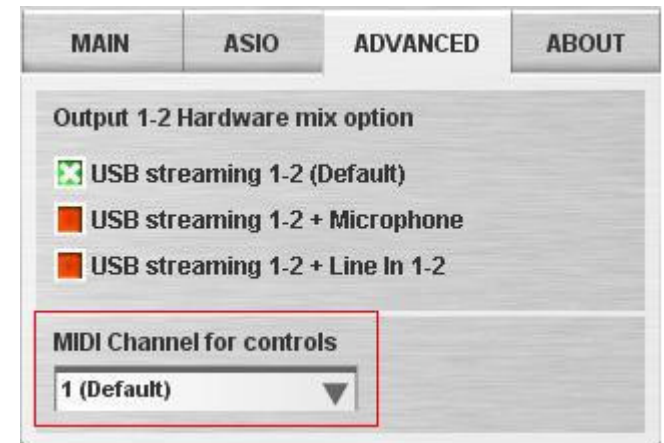 MAIN ASIO ADVANCED ABOUT
Output 1-2 Hardware mix option
USB streaming 1-2 (Default)
USB streaming 1-2 + Microphone
USB streaming 1-2 + Line In 1-2
MIDI Channel for controls
1 (Default)